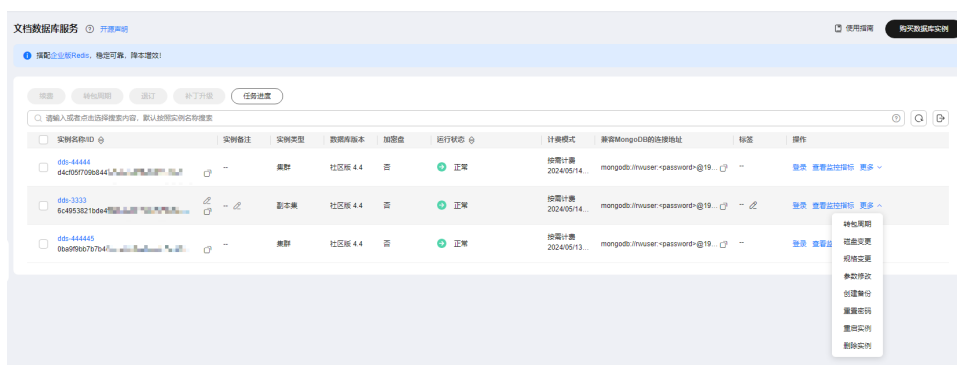 文档数据库服务 开源声明 使用指南 购买数据库实例
搭配企业版Redis，稳定可靠，降本增效！
续费 转包周期 退订 补丁升级 任务进度
请输入或者点击选择搜索内容，默认按照实例名称搜索
实例名称/ID 实例备注 实例类型 数据库版本 加密盘 运行状态 计费模式 兼容MongoDB的连接地址 标签 操作
dds-44444
d4cf05f709b844 -- 集群 社区版 4.4 否 正常 按需计费 mongodb://rwuser:<password>@19... -- 登录 查看监控指标 更多
2024/05/14...
dds-3333
6c4953821bda4 -- 副本集 社区版 4.4 否 正常 按需计费 mongodb://rwuser:<password>@19... -- 登录 查看监控指标 更多
2024/05/14...
dds-444445
0ba9f9bb7b7b4 -- 集群 社区版 4.4 否 正常 按需计费 mongodb://rwuser:<password>@19... -- 登录 查看
2024/05/13...
转包周期
磁盘变更
规格变更
参数修改
创建备份
重置密码
重启实例
删除实例